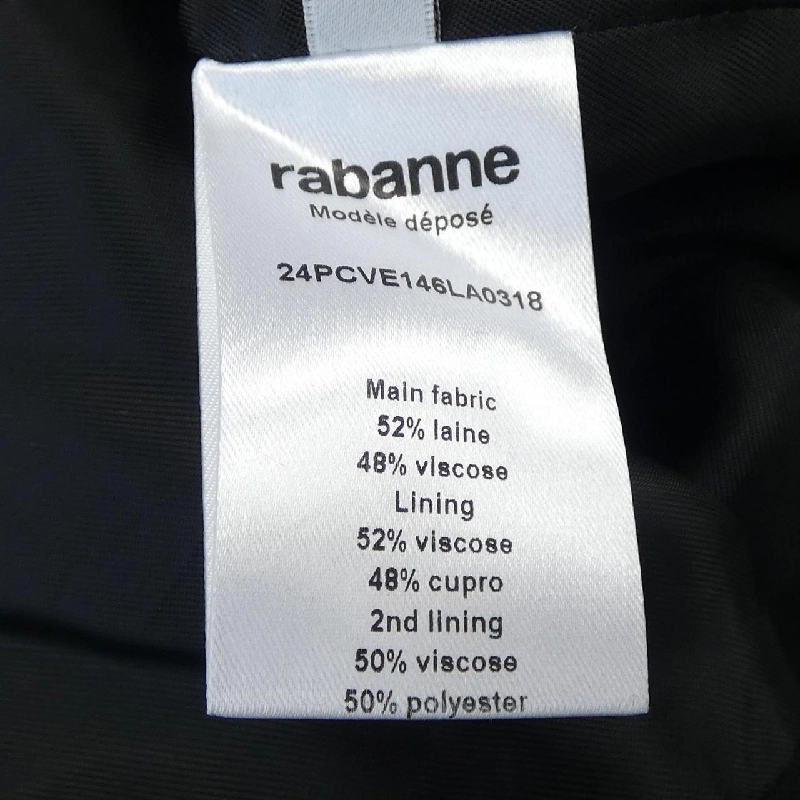 rabanne
Modèle déposé
24PCVE146LA0318
Main fabric
52% laine
48% viscose
Lining
52% viscose
48% cupro
2nd lining
50% viscose
50% polyester